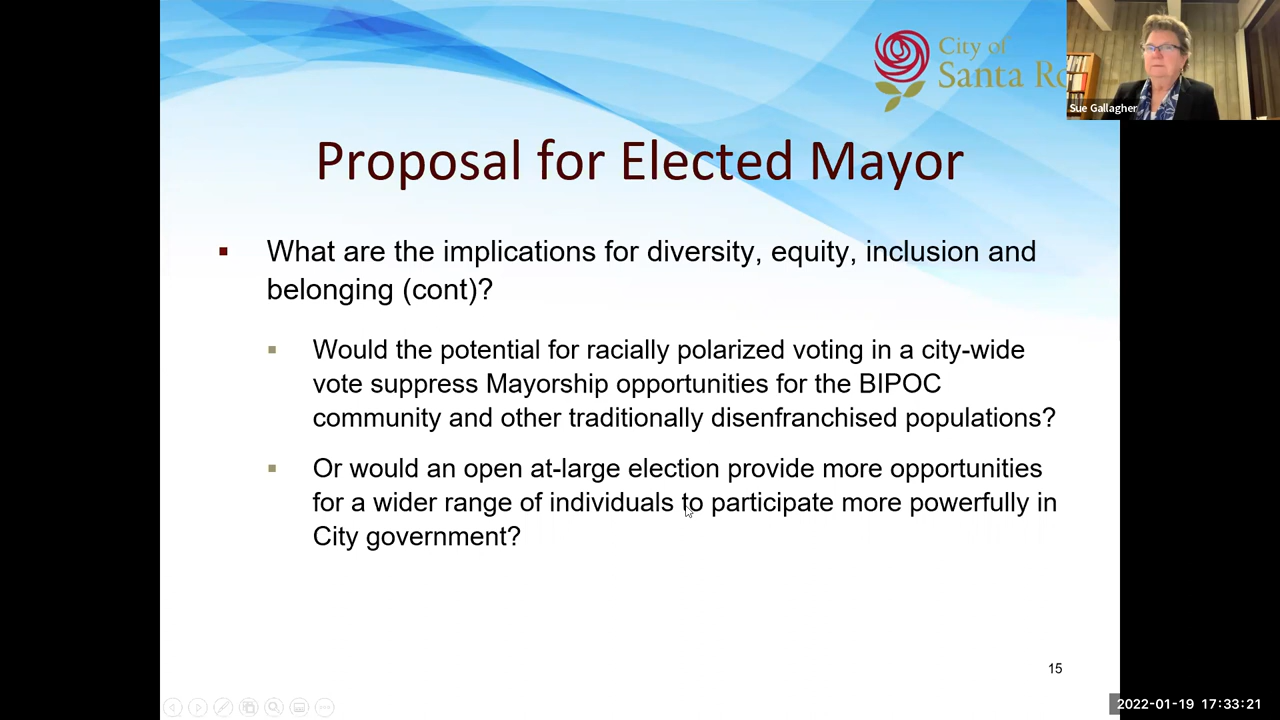 City of
Santa Ro
Sue Gallagher
Proposal for Elected Mayor
What are the implications for diversity, equity, inclusion and
belonging (cont)?
Would the potential for racially polarized voting in a city-wide
vote suppress Mayorship opportunities for the BIPOC
community and other traditionally disenfranchised populations?
Or would an open at-large election provide more opportunities
for a wider range of individuals to participate more powerfully in
City government?
15
2022-01-19 17:33:21